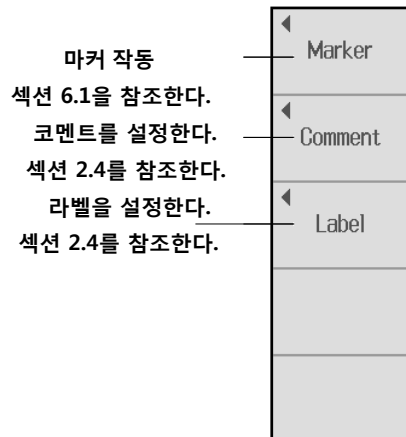 마커 작동
섹션 6.1을 참조한다.
코멘트를 설정한다.
섹션 2.4를 참조한다.
라벨을 설정한다.
섹션 2.4를 참조한다.
Marker
Comment
Label